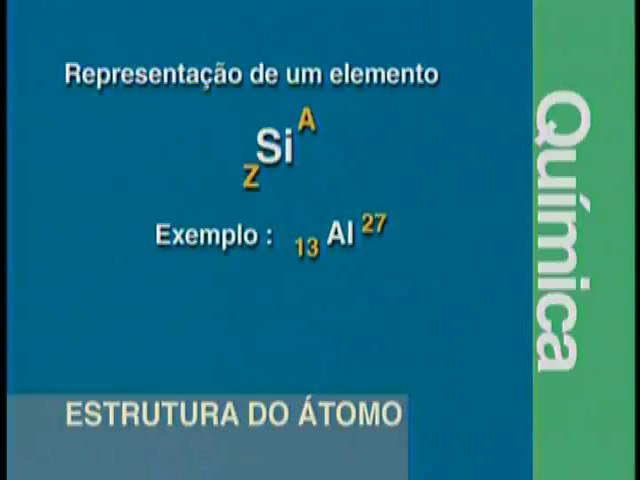 Representação de um elemento
Z Si A
Exemplo : 13 Al 27
ESTRUTURA DO ÁTOMO
Química